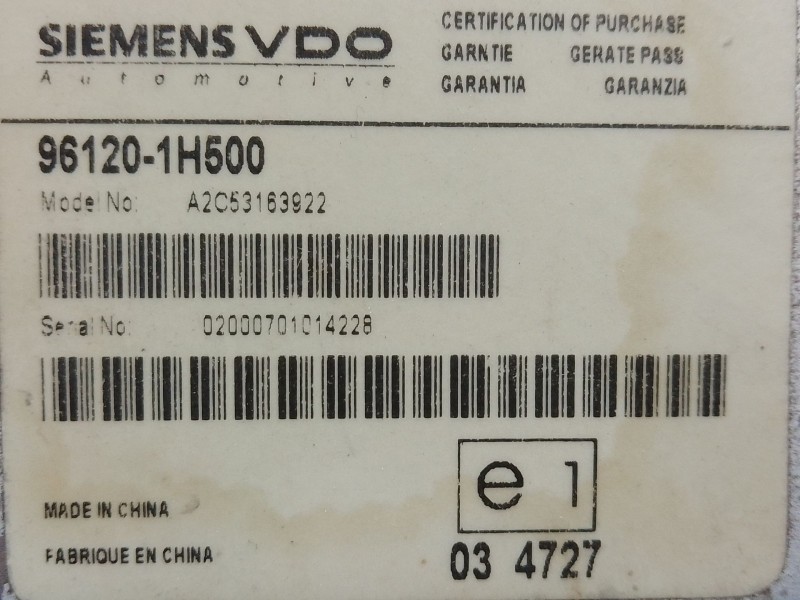 SIEMENS VDO
Automotive
CERTIFICATION OF PURCHASE
GARNTIE GERATE PASS
GARANTIA GARANZIA
96120-1H500
Model No: A2C53163922
Serial No: 02000701014228
e1
03 4727
MADE IN CHINA
FABRIQUE EN CHINA